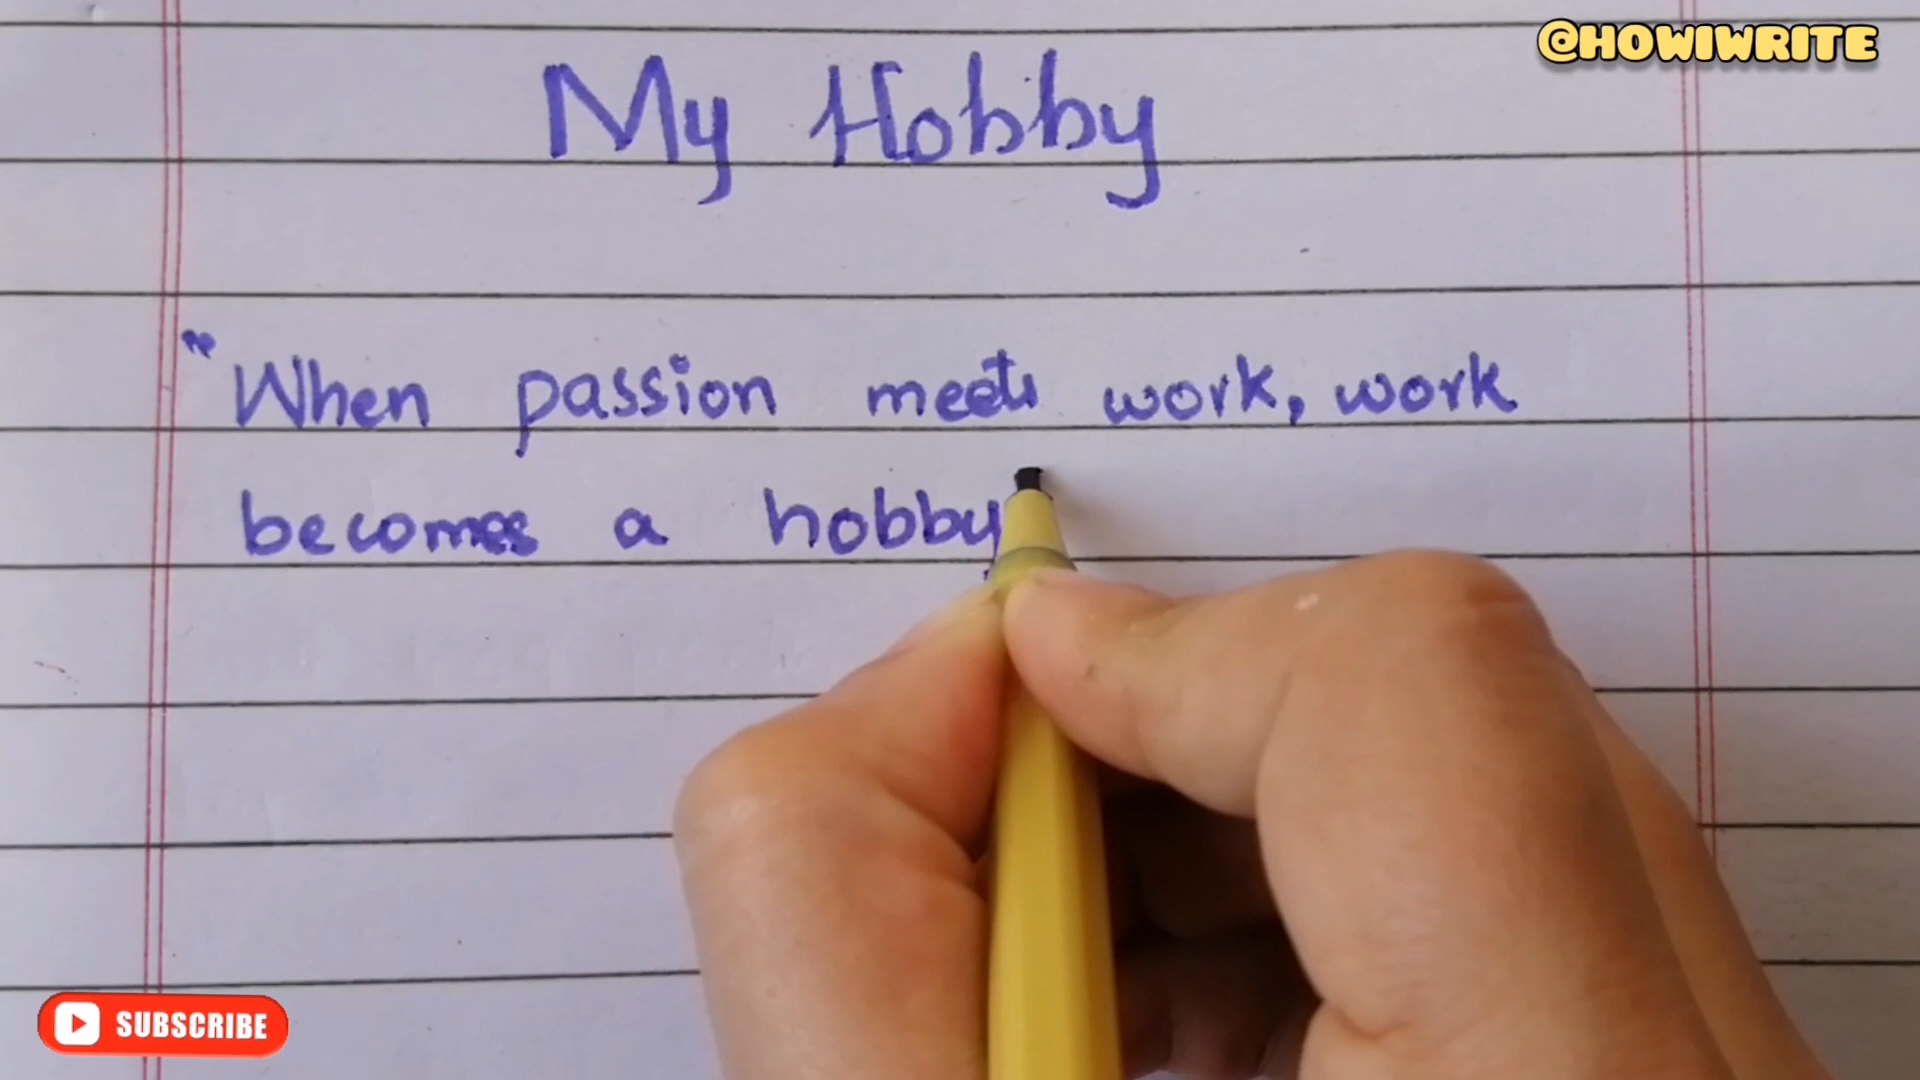 @HOWIWRITE
My Hobby
"When passion meets work, work
becomes a hobby
SUBSCRIBE